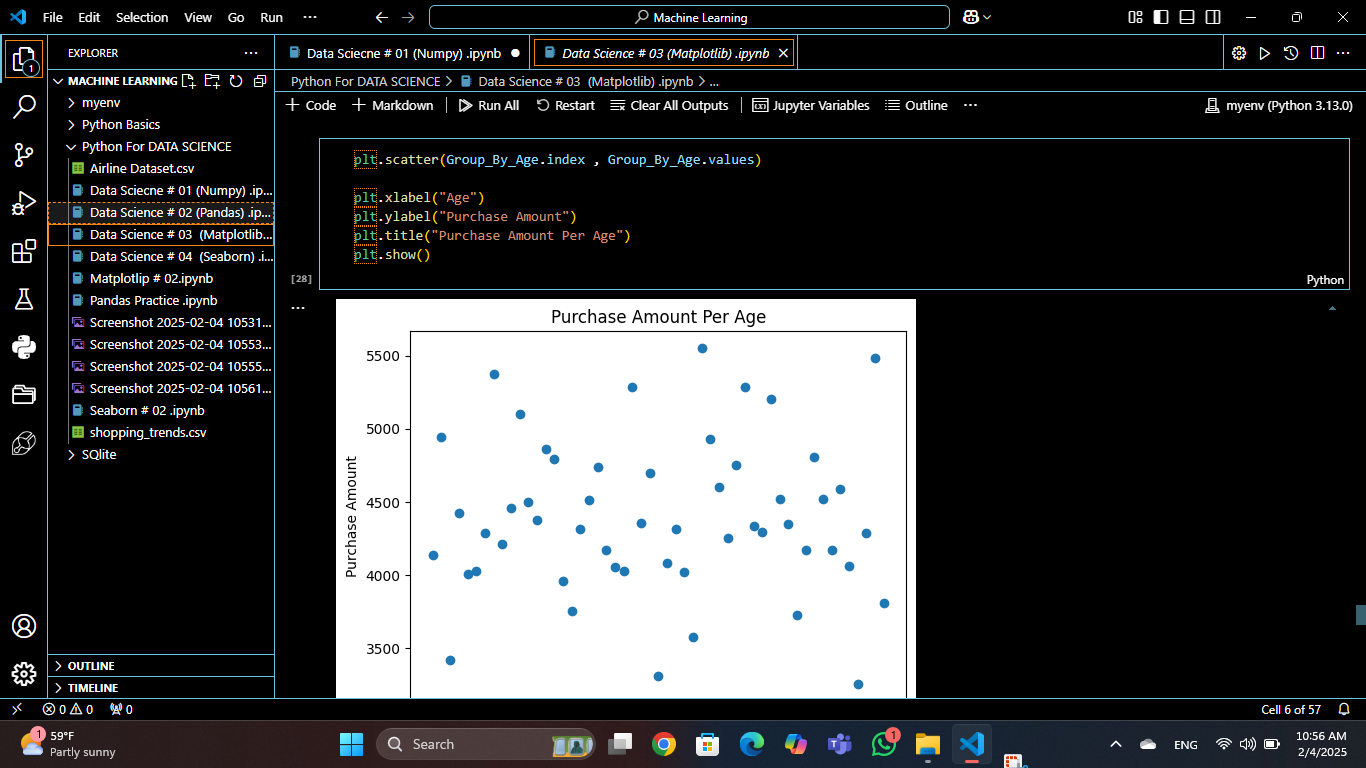 File Edit Selection View Go Run ···
Machine Learning
EXPLORER ···
MACHINE LEARNING
myenv
Python Basics
Python For DATA SCIENCE
Airline Dataset.csv
Data Sciecne # 01 (Numpy) .ip...
Data Science # 02 (Pandas) .ip...
Data Science # 03 (Matplotlib...
Data Science # 04 (Seaborn) .i...
Matplotlip # 02.ipynb
Pandas Practice .ipynb
Screenshot 2025-02-04 10531...
Screenshot 2025-02-04 10553...
Screenshot 2025-02-04 10555...
Screenshot 2025-02-04 10561...
Seaborn # 02 .ipynb
shopping_trends.csv
SQlite
OUTLINE
TIMELINE
1
Data Sciecne # 01 (Numpy) .ipynb
Data Science # 03 (Matplotlib) .ipynb
Python For DATA SCIENCE > Data Science # 03 (Matplotlib) .ipynb > ...
+ Code + Markdown Run All Restart Clear All Outputs Jupyter Variables Outline ···
myenv (Python 3.13.0)
plt.scatter(Group_By_Age.index , Group_By_Age.values)
plt.xlabel("Age")
plt.ylabel("Purchase Amount")
plt.title("Purchase Amount Per Age")
plt.show()
[28]
Python
...
Purchase Amount Per Age
Purchase Amount
5500
5000
4500
4000
3500
0 0 0
Cell 6 of 57
1
59°F
Partly sunny
Search
1
ENG
10:56 AM
2/4/2025